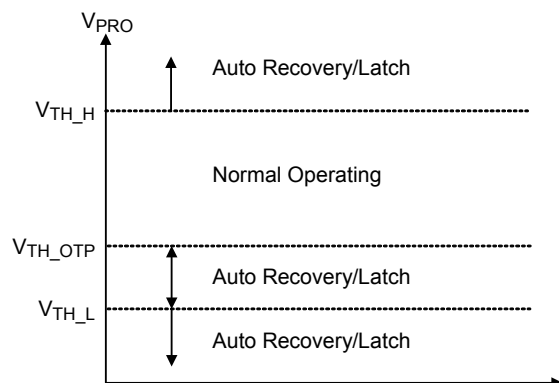 VPRO
Auto Recovery/Latch
VTH_H
Normal Operating
VTH_OTP
Auto Recovery/Latch
VTH_L
Auto Recovery/Latch